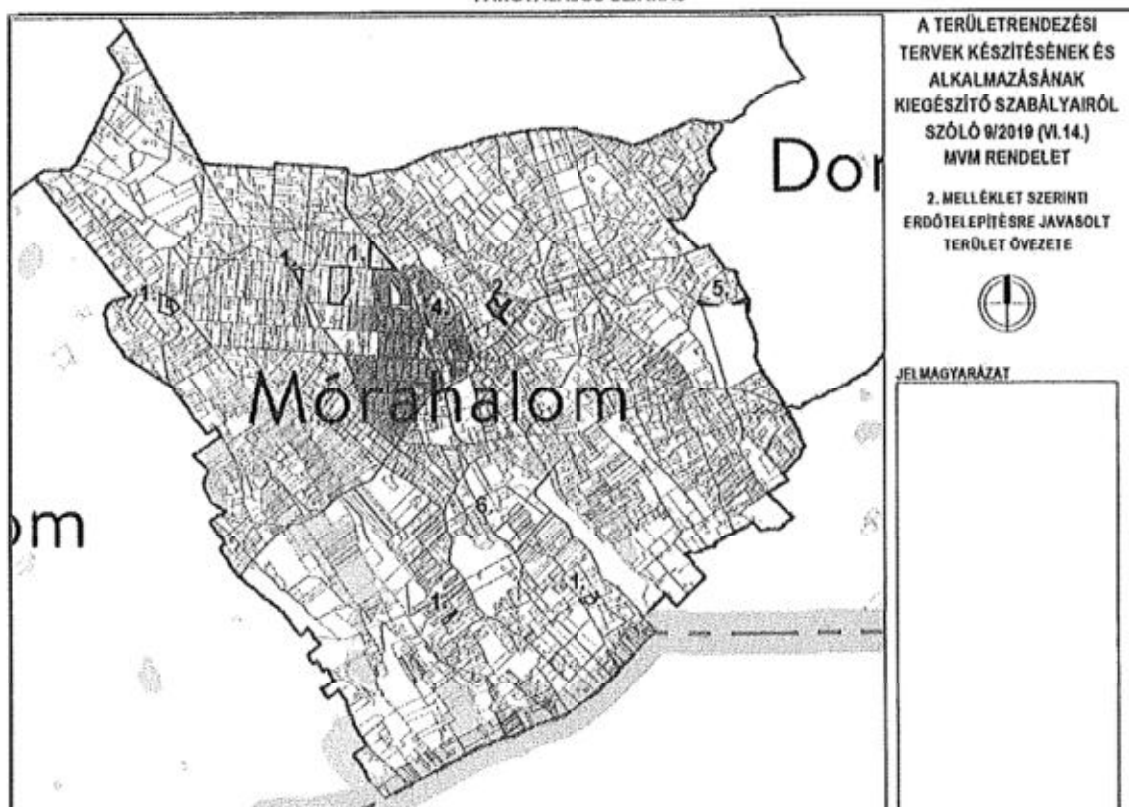 A TERÜLETRENDEZÉSI
TERVEK KÉSZÍTÉSÉNEK ÉS
ALKALMAZÁSÁNAK
KIEGÉSZÍTŐ SZABÁLYAIRÓL
SZÓLÓ 9/2019 (VI.14.)
MVM RENDELET
2. MELLÉKLET SZERINTI
ERDŐTELEPÍTÉSRE JAVASOLT
TERÜLET ÖVEZETE
JELMAGYARÁZAT
Dor
1.
1.
1.
2.
4.
5.
Mórahalom
om
6.
1.
1.